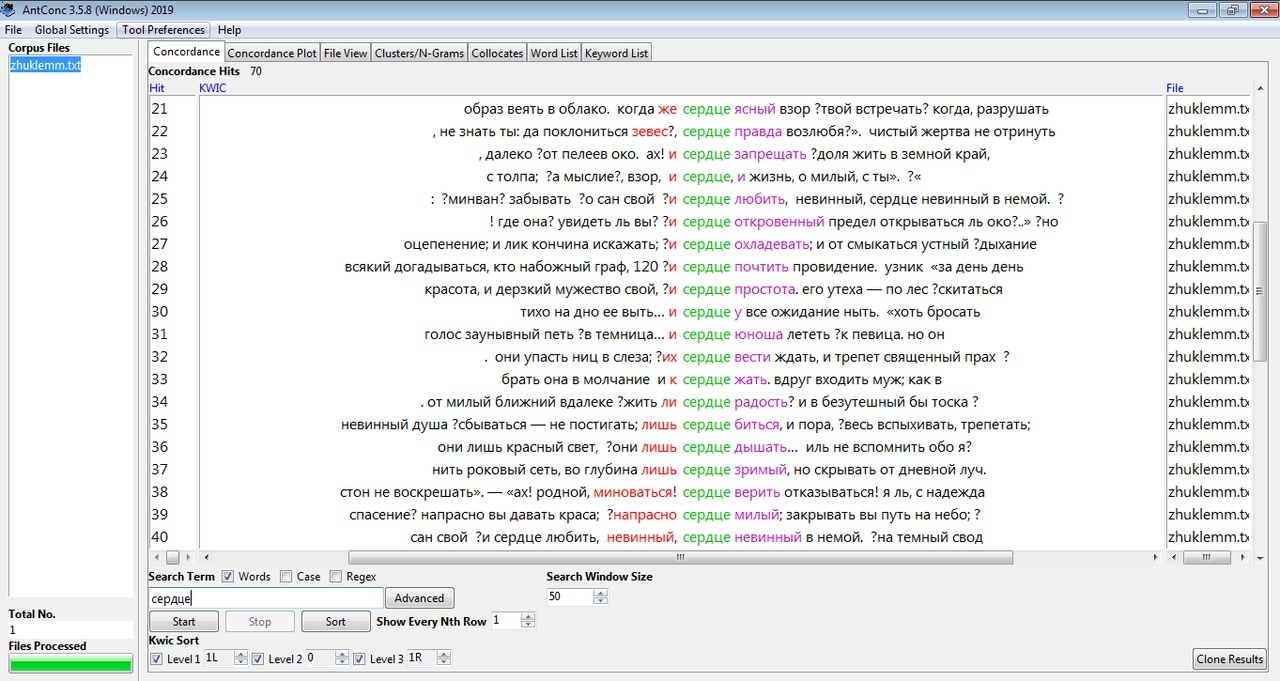 AntConc 3.5.8 (Windows) 2019
File Global Settings Tool Preferences Help
Corpus Files
zhuklemm.txt
Concordance Concordance Plot File View Clusters/N-Grams Collocates Word List Keyword List
Concordance Hits 70
Hit KWIC File
21 образ веять в облако. когда же сердце ясный взор ?твой встречать? когда, разрушать zhuklemm.tx
22 , не знать ты: да поклониться зевес?, сердце правда возлюбя?». чистый жертва не отринуть zhuklemm.tx
23 , далеко ?от пелеев око. ах! и сердце запрещать ?доля жить в земной край, zhuklemm.tx
24 с толпа; ?а мыслие?, взор, и сердце, и жизнь, о милый, с ты». ?« zhuklemm.tx
25 : ?минван? забывать ?о сан свой ?и сердце любить, невинный, сердце невинный в немой. ? zhuklemm.tx
26 ! где она? увидеть ль вы? ?и сердце откровенный предел открываться ль око?..» ?но zhuklemm.tx
27 оцепенение; и лик кончина искажать; ?и сердце охладевать; и от смыкаться устный ?дыхание zhuklemm.tx
28 всякий догадываться, кто набожный граф, 120 ?и сердце почтить провидение. узник «за день день zhuklemm.tx
29 красота, и дерзкий мужество свой, ?и сердце простота. его утеха — по лес ?скитаться zhuklemm.tx
30 тихо на дно ее выть... и сердце у все ожидание ныть. «хоть бросать zhuklemm.tx
31 голос заунывный петь ?в темница... и сердце юноша лететь ?к певица. но он zhuklemm.tx
32 . они упасть ниц в слеза; ?их сердце вести ждать, и трепет священный прах ? zhuklemm.tx
33 брать она в молчание и к сердце жать. вдруг входить муж; как в zhuklemm.tx
34 . от милый ближний вдалеке ?жить ли сердце радость? и в безутешный бы тоска ? zhuklemm.tx
35 невинный душа ?сбываться — не постигать; лишь сердце биться, и пора, ?весь вспыхивать, трепетать; zhuklemm.tx
36 они лишь красный свет, ?они лишь сердце дышать... иль не вспомнить обо я? zhuklemm.tx
37 нить роковый сеть, во глубина лишь сердце зримый, но скрывать от дневной луч. zhuklemm.tx
38 стон не воскрешать». — «ах! родной, миноваться! сердце верить отказываться! я ль, с надежда zhuklemm.tx
39 спасение? напрасно вы давать краса; ?напрасно сердце милый; закрывать вы путь на небо; ? zhuklemm.tx
40 сан свой ?и сердце любить, невинный, сердце невинный в немой. ?на темный свод zhuklemm.tx
Search Term Words Case Regex Search Window Size
сердце Advanced 50
Start Stop Sort Show Every Nth Row 1
Total No.
1
Files Processed
Kwic Sort
Level 1 1L Level 2 0 Level 3 1R Clone Results